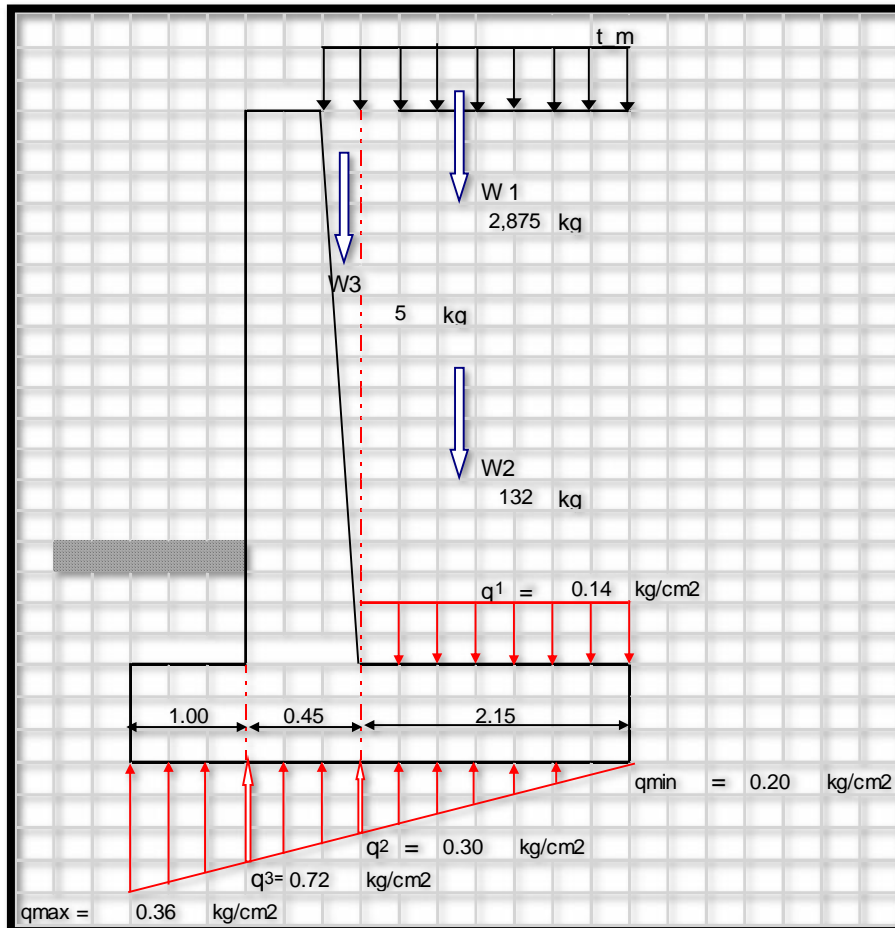 t_m
W 1
2,875 kg
W3
5 kg
W2
132 kg
q1 = 0.14 kg/cm2
1.00 0.45 2.15
qmin = 0.20 kg/cm2
q2 = 0.30 kg/cm2
q3= 0.72 kg/cm2
qmax = 0.36 kg/cm2